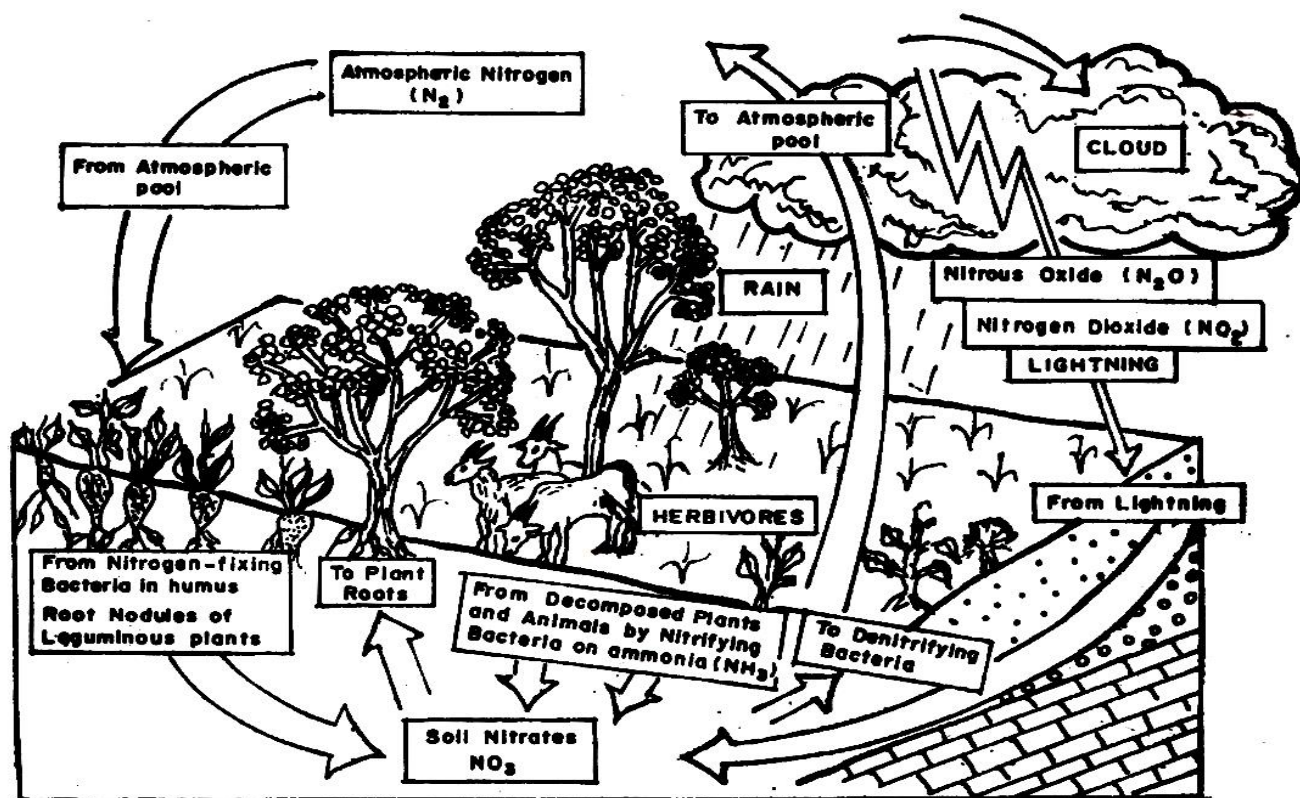 Atmospheric Nitrogen
(N₂)
To Atmospheric
pool
CLOUD
From Atmospheric
pool
Nitrous Oxide (N₂O)
RAIN
Nitrogen Dioxide (NO₂)
LIGHTNING
From Lightning
HERBIVORES
From Nitrogen-fixing
Bacteria in humus
Root Nodules of
Leguminous plants
To Plant
Roots
From Decomposed Plants
and Animals by Nitrifying
Bacteria on ammonia (NH₃)
To Denitrifying
Bacteria
Soil Nitrates
NO₃